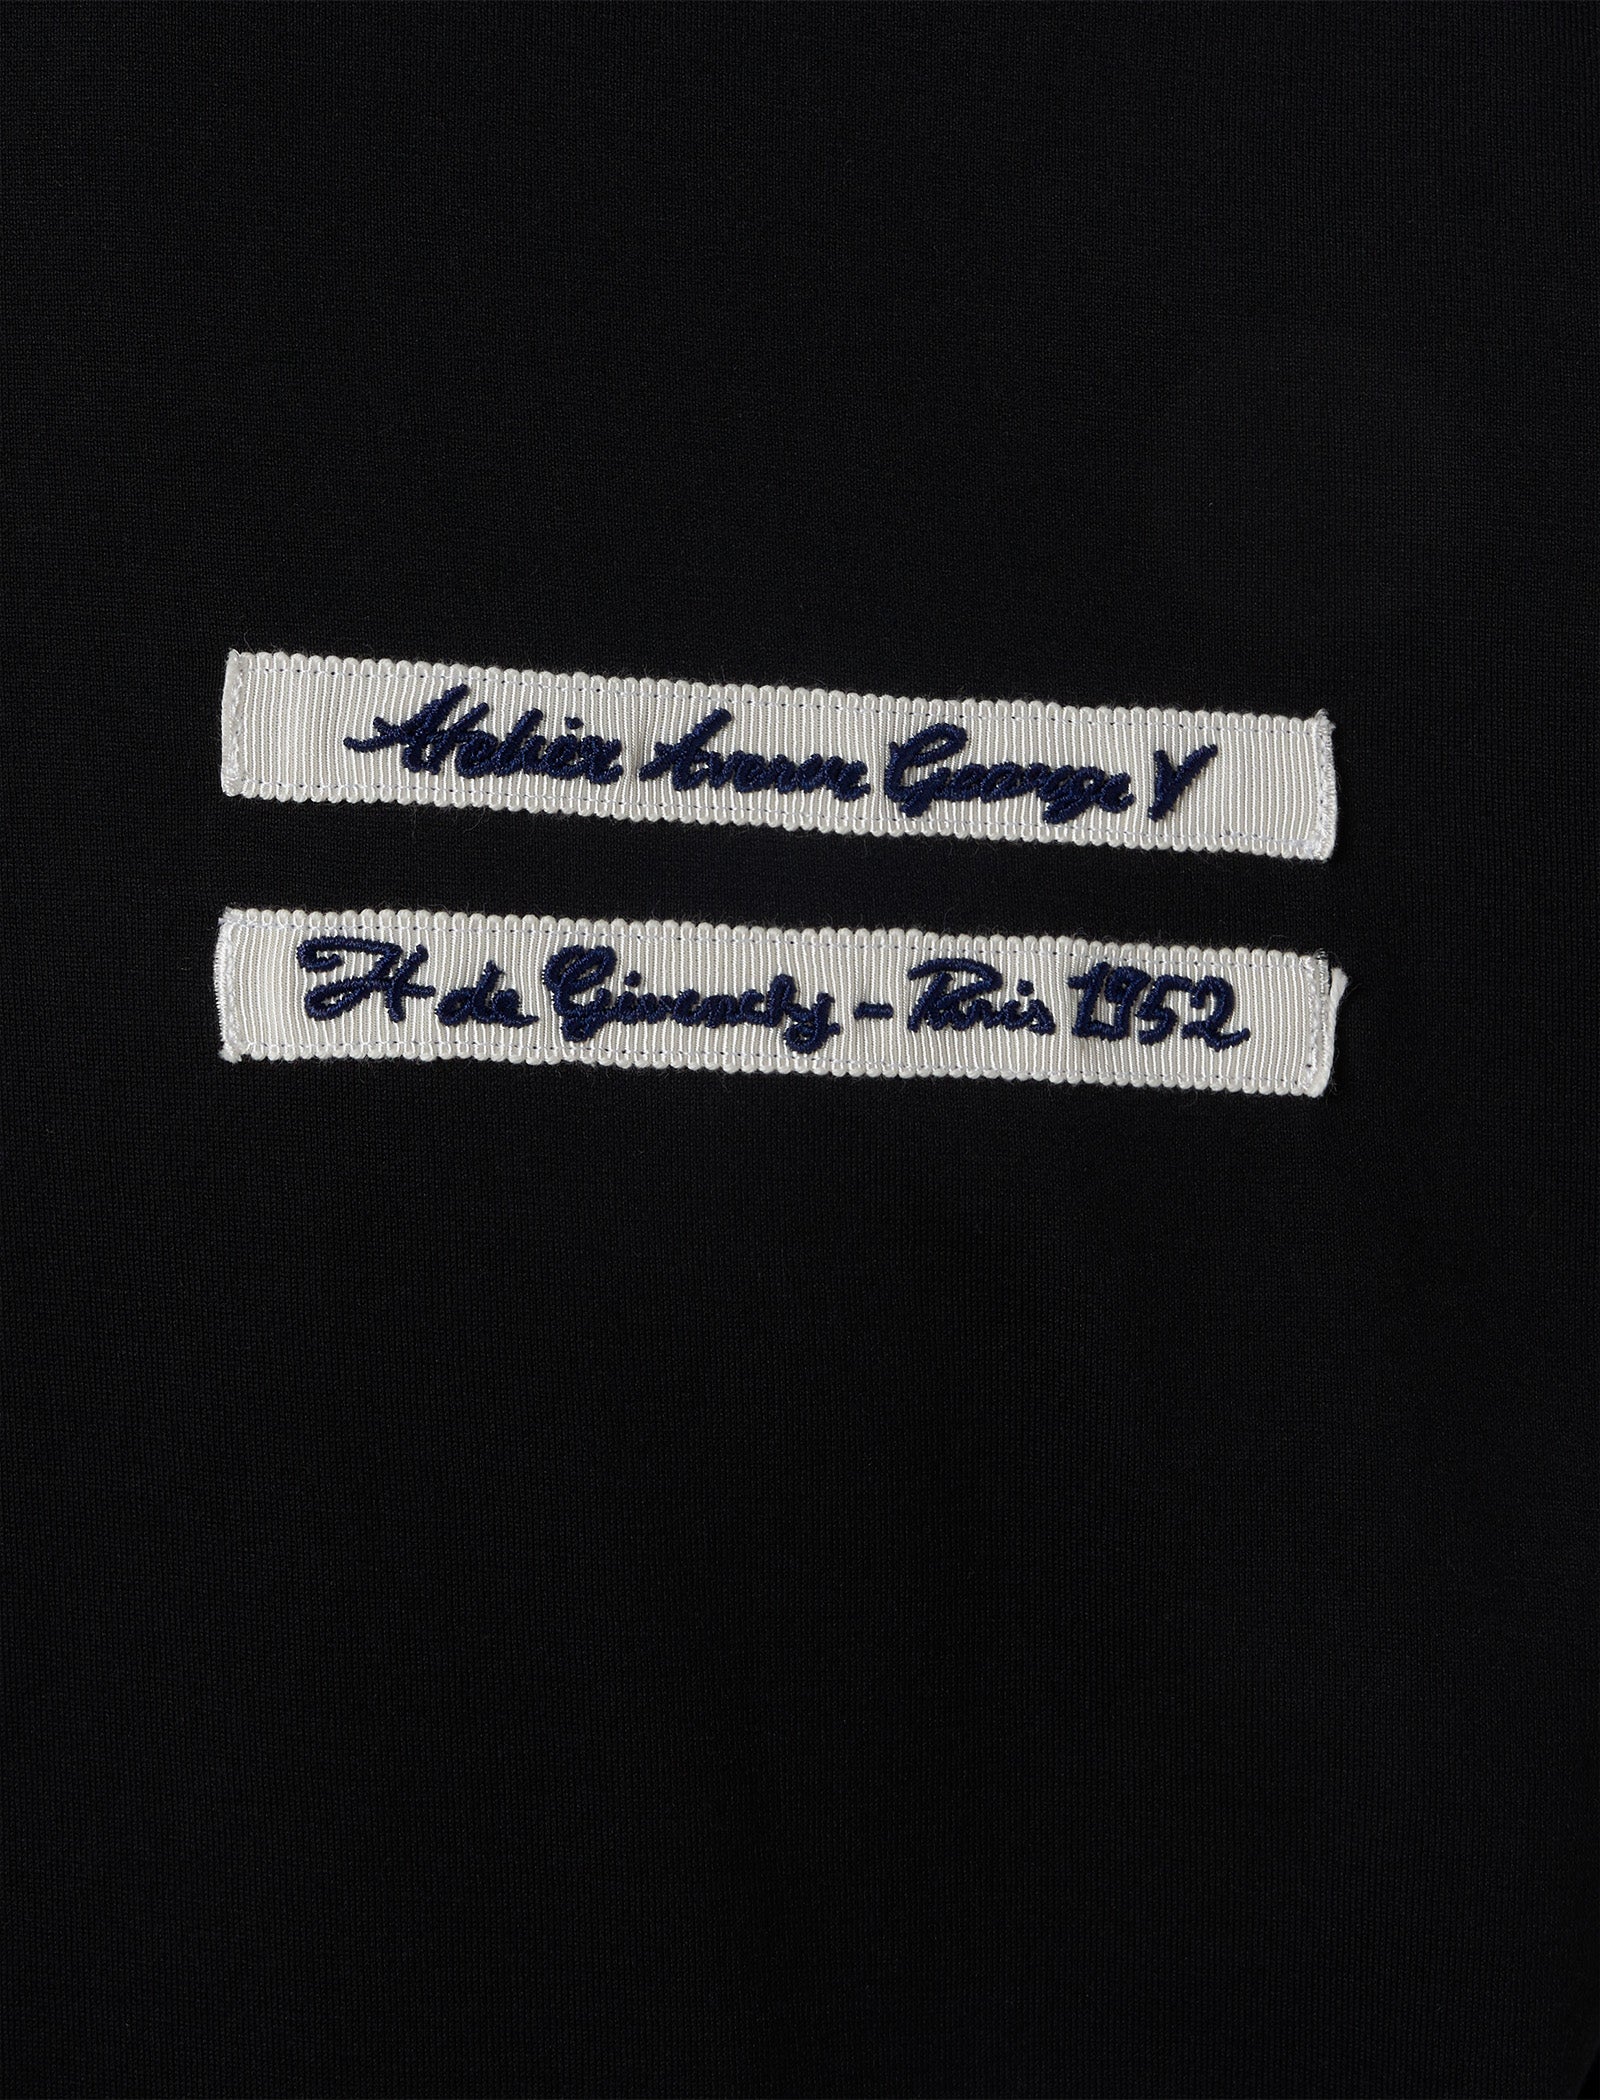 Atelier Avenue George V
H de Givenchy - Paris 1952